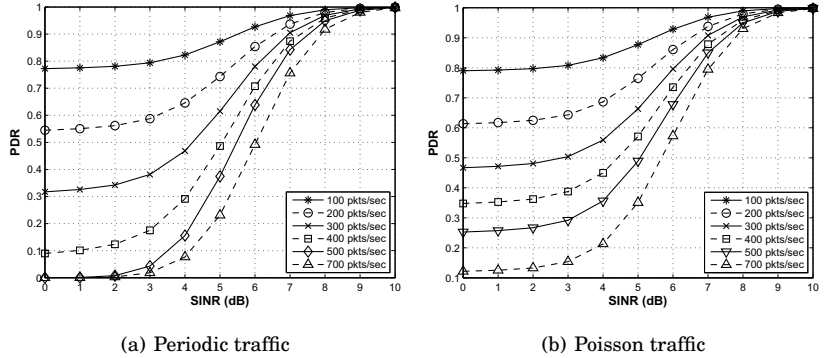 1
0.9
0.8
0.7
0.6
0.5
0.4
0.3
0.2
0.1
0
PDR
0 1 2 3 4 5 6 7 8 9 10
SINR (dB)
100 pkts/sec
200 pkts/sec
300 pkts/sec
400 pkts/sec
500 pkts/sec
700 pkts/sec
(a) Periodic traffic
1
0.9
0.8
0.7
0.6
0.5
0.4
0.3
0.2
0.1
PDR
0 1 2 3 4 5 6 7 8 9 10
SINR (dB)
100 pkts/sec
200 pkts/sec
300 pkts/sec
400 pkts/sec
500 pkts/sec
700 pkts/sec
(b) Poisson traffic